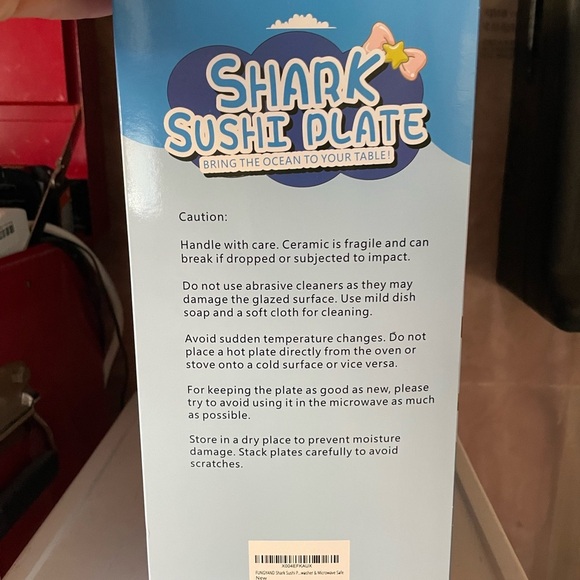 SHARK
SUSHI PLATE
BRING THE OCEAN TO YOUR TABLE!
Caution:
Handle with care. Ceramic is fragile and can
break if dropped or subjected to impact.
Do not use abrasive cleaners as they may
damage the glazed surface. Use mild dish
soap and a soft cloth for cleaning.
Avoid sudden temperature changes. Do not
place a hot plate directly from the oven or
stove onto a cold surface or vice versa.
For keeping the plate as good as new, please
try to avoid using it in the microwave as much
as possible.
Store in a dry place to prevent moisture
damage. Stack plates carefully to avoid
scratches.
Shark Sushi P...washer & Microwave Safe
New